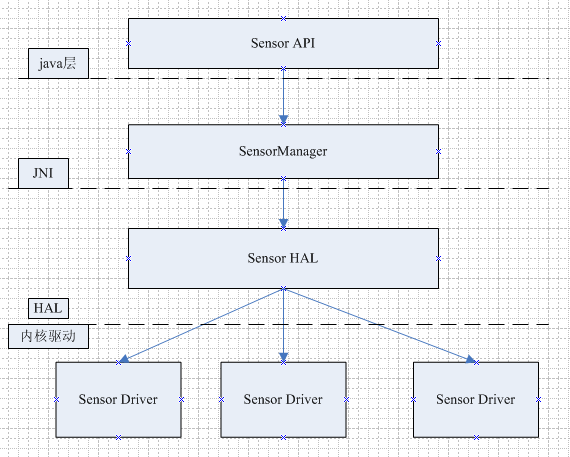 Sensor API
java层
SensorManager
JNI
Sensor HAL
HAL
内核驱动
Sensor Driver
Sensor Driver
Sensor Driver